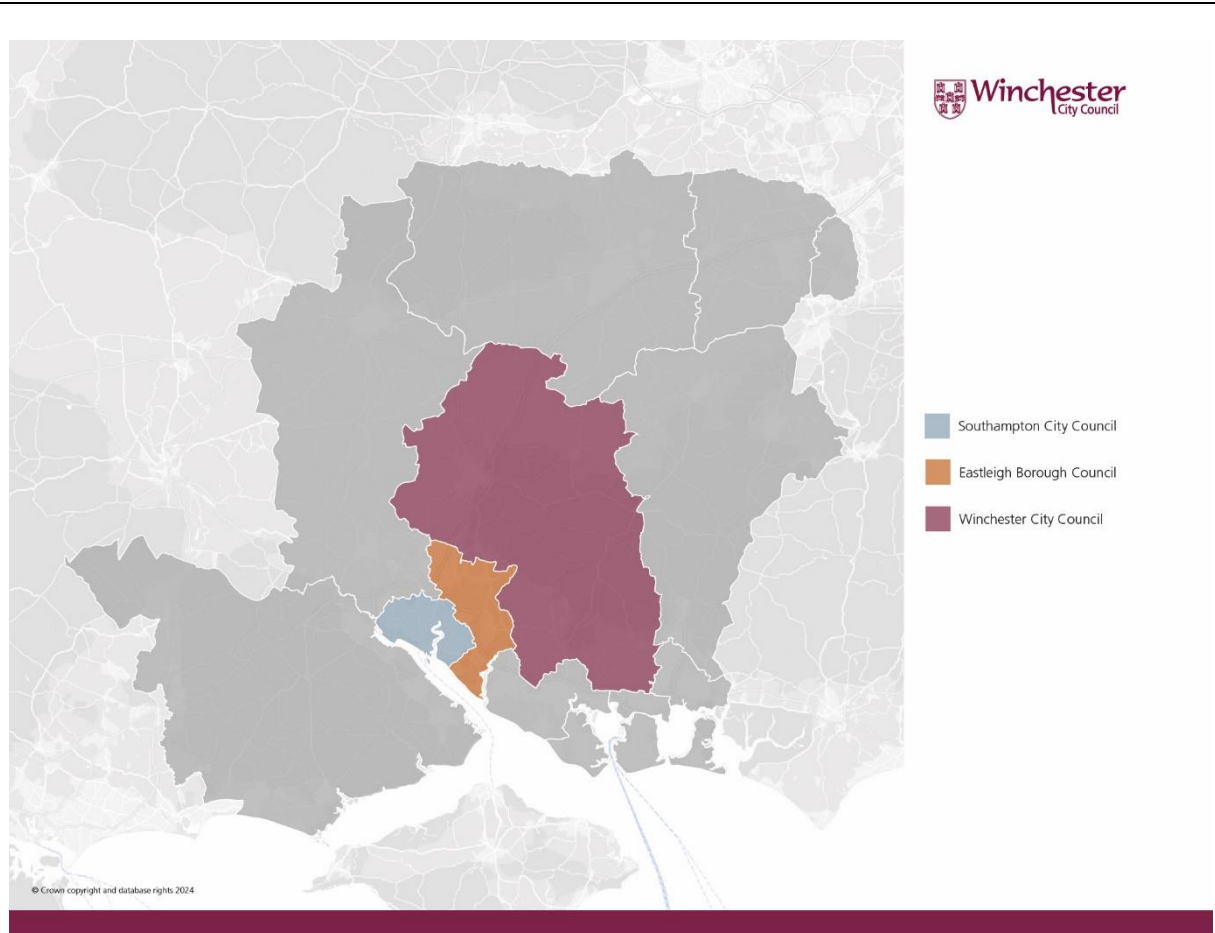 Winchester
City Council
Southampton City Council
Eastleigh Borough Council
Winchester City Council
© Crown copyright and database rights 2024